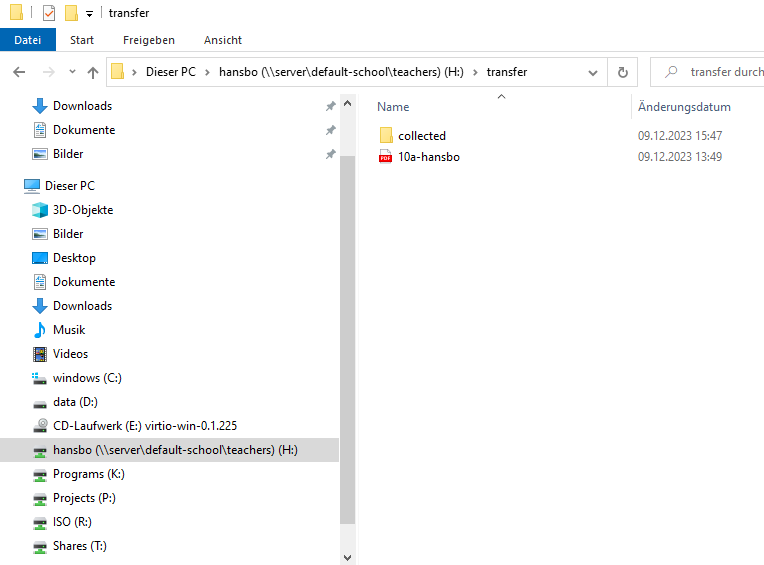 transfer
Datei Start Freigeben Ansicht
Dieser PC hansbo (\\server\default-school\teachers) (H:) transfer
transfer durch
Downloads
Dokumente
Bilder
Dieser PC
3D-Objekte
Bilder
Desktop
Dokumente
Downloads
Musik
Videos
windows (C:)
data (D:)
CD-Laufwerk (E:) virtio-win-0.1.225
hansbo (\\server\default-school\teachers) (H:)
Programs (K:)
Projects (P:)
ISO (R:)
Shares (T:)
Name Änderungsdatum
collected 09.12.2023 15:47
PDF 10a-hansbo 09.12.2023 13:49